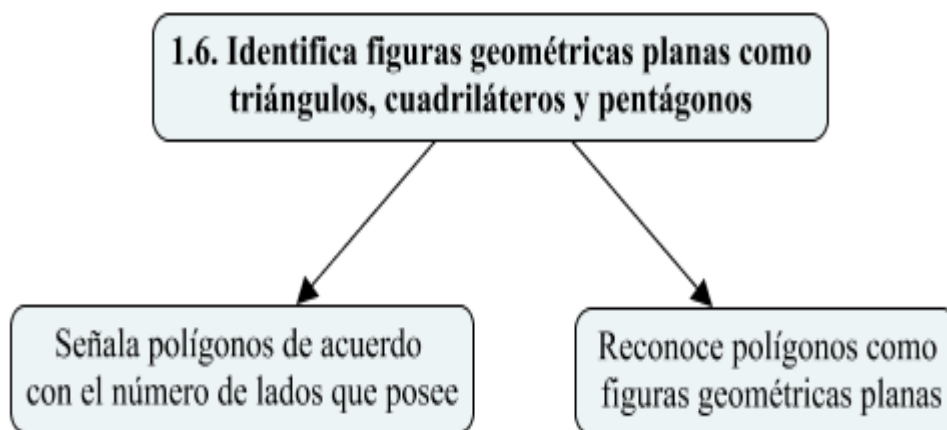 1.6. Identifica figuras geométricas planas como
triángulos, cuadriláteros y pentágonos
Señala polígonos de acuerdo
con el número de lados que posee
Reconoce polígonos como
figuras geométricas planas